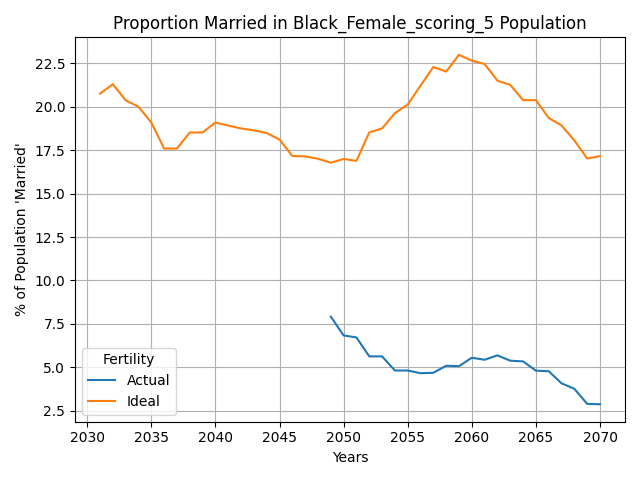 Proportion Married in Black_Female_scoring_5 Population
% of Population 'Married'
22.5
20.0
17.5
15.0
12.5
10.0
7.5
5.0
2.5
Fertility
Actual
Ideal
2030 2035 2040 2045 2050 2055 2060 2065 2070
Years